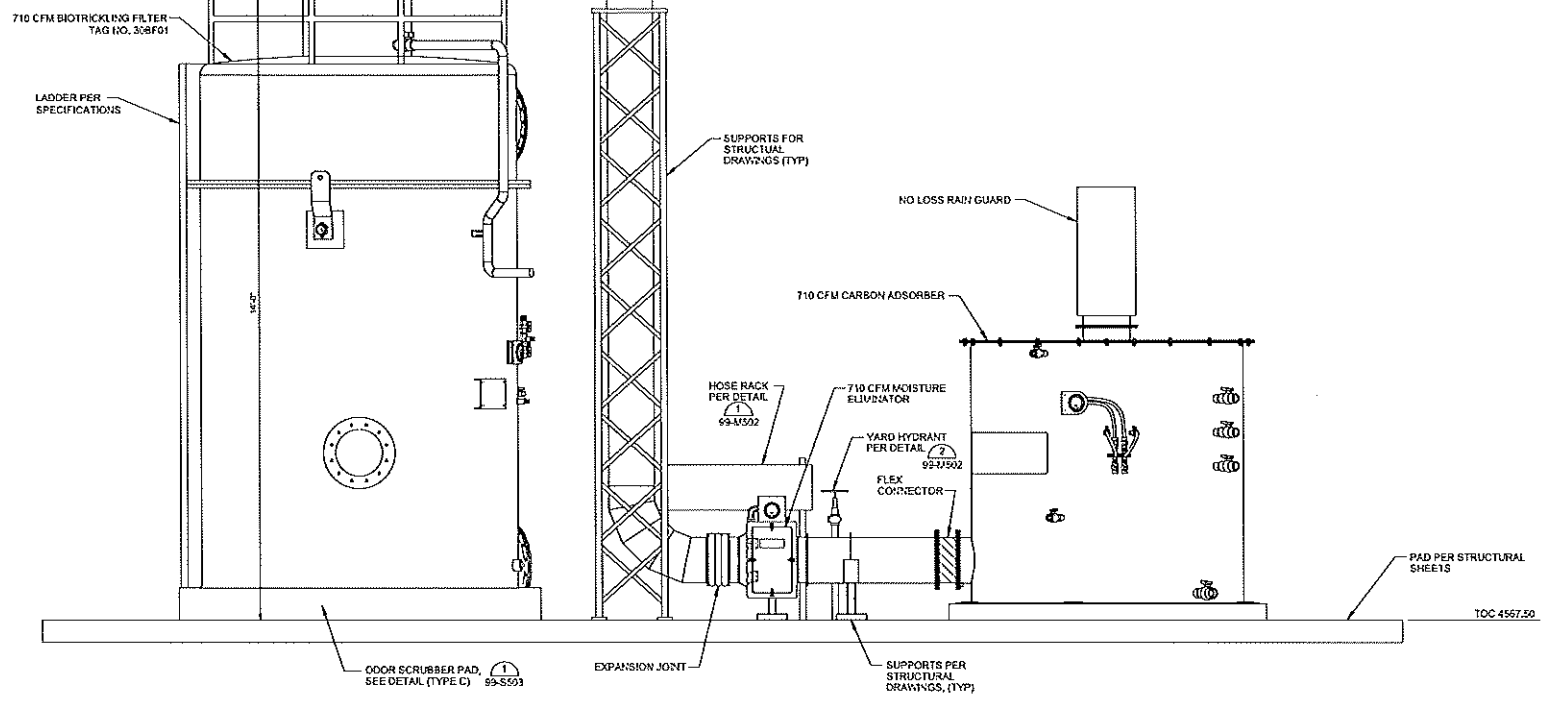 710 CFM BIOTRICKLING FILTER
TAG NO. 306F01
LADDER PER
SPECIFICATIONS
SUPPORTS FOR
STRUCTUAL
DRAWINGS (TYP)
NO LOSS RAIN GUARD
710 CFM CARBON ADSORBER
HOSE RACK
PER DETAIL
1
99-M502
710 CFM MOISTURE
ELIMINATOR
YARD HYDRANT
PER DETAIL
2
99-M502
FLEX
CONNECTOR
PAD PER STRUCTURAL
SHEETS
TOC 4567.50
ODOR SCRUBBER PAD,
SEE DETAIL (TYPE C)
1
99-S503
EXPANSION JOINT
SUPPORTS PER
STRUCTURAL
DRAWINGS, (TYP)